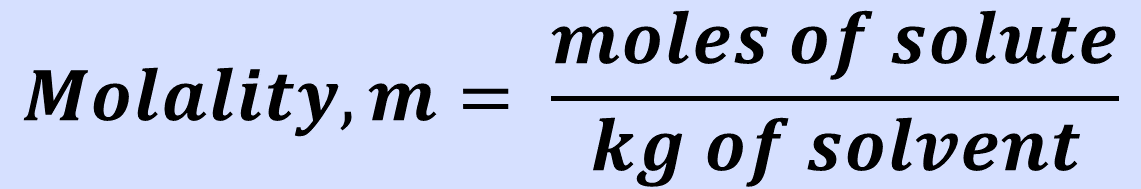 moles of solute
Molality, m =
kg of solvent